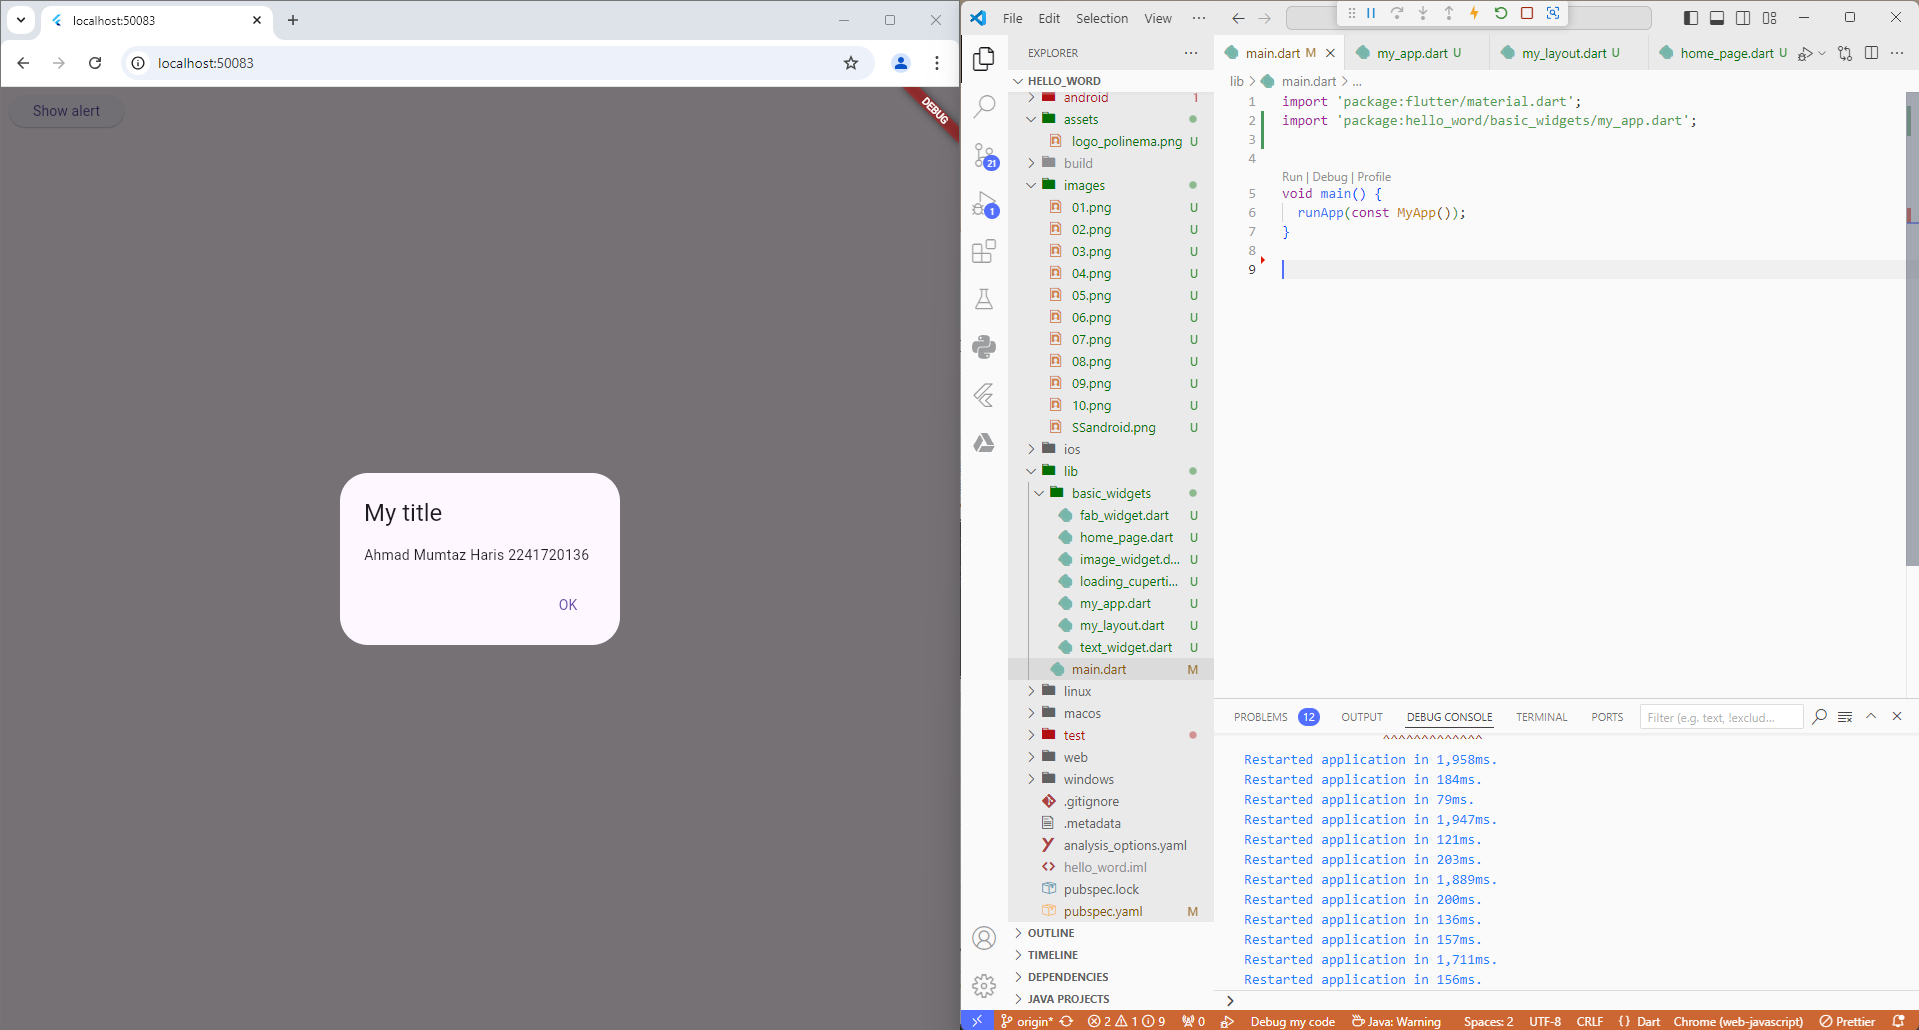 localhost:50083
localhost:50083
Show alert
DEBUG
My title
Ahmad Mumtaz Haris 2241720136
OK
File Edit Selection View ...
EXPLORER
HELLO_WORD
android 1
assets
logo_polinema.png U
build
images
01.png U
02.png U
03.png U
04.png U
05.png U
06.png U
07.png U
08.png U
09.png U
10.png U
SSandroid.png U
ios
lib
basic_widgets
fab_widget.dart U
home_page.dart U
image_widget.d... U
loading_cuperti... U
my_app.dart U
my_layout.dart U
text_widget.dart U
main.dart M
linux
macos
test
web
windows
.gitignore
.metadata
analysis_options.yaml
hello_word.iml
pubspec.lock
pubspec.yaml M
OUTLINE
TIMELINE
DEPENDENCIES
JAVA PROJECTS
21
1
main.dart M my_app.dart U my_layout.dart U home_page.dart U
lib > main.dart > ...
1 import 'package:flutter/material.dart';
2 import 'package:hello_word/basic_widgets/my_app.dart';
3
4
Run | Debug | Profile
5 void main() {
6 runApp(const MyApp());
7 }
8
9
PROBLEMS 12 OUTPUT DEBUG CONSOLE TERMINAL PORTS Filter (e.g. text, !exclud...
^^^^^^^^^^^^^
Restarted application in 1,958ms.
Restarted application in 184ms.
Restarted application in 79ms.
Restarted application in 1,947ms.
Restarted application in 121ms.
Restarted application in 203ms.
Restarted application in 1,889ms.
Restarted application in 200ms.
Restarted application in 136ms.
Restarted application in 157ms.
Restarted application in 1,711ms.
Restarted application in 156ms.
>
origin* 2 1 9 0 Debug my code Java: Warning Spaces: 2 UTF-8 CRLF {} Dart Chrome (web-javascript) Prettier